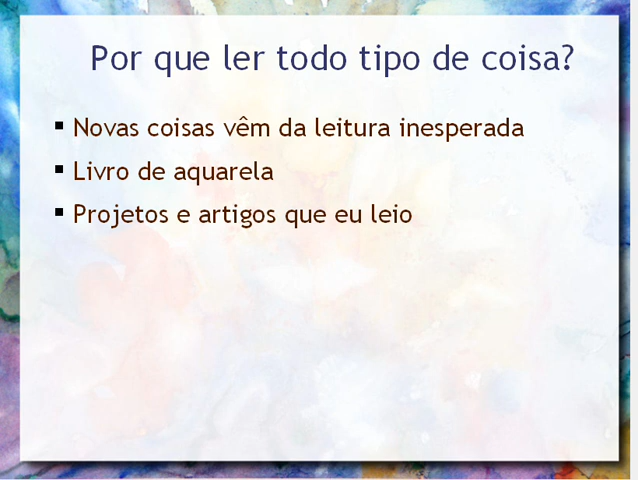 Por que ler todo tipo de coisa?
Novas coisas vêm da leitura inesperada
Livro de aquarela
Projetos e artigos que eu leio